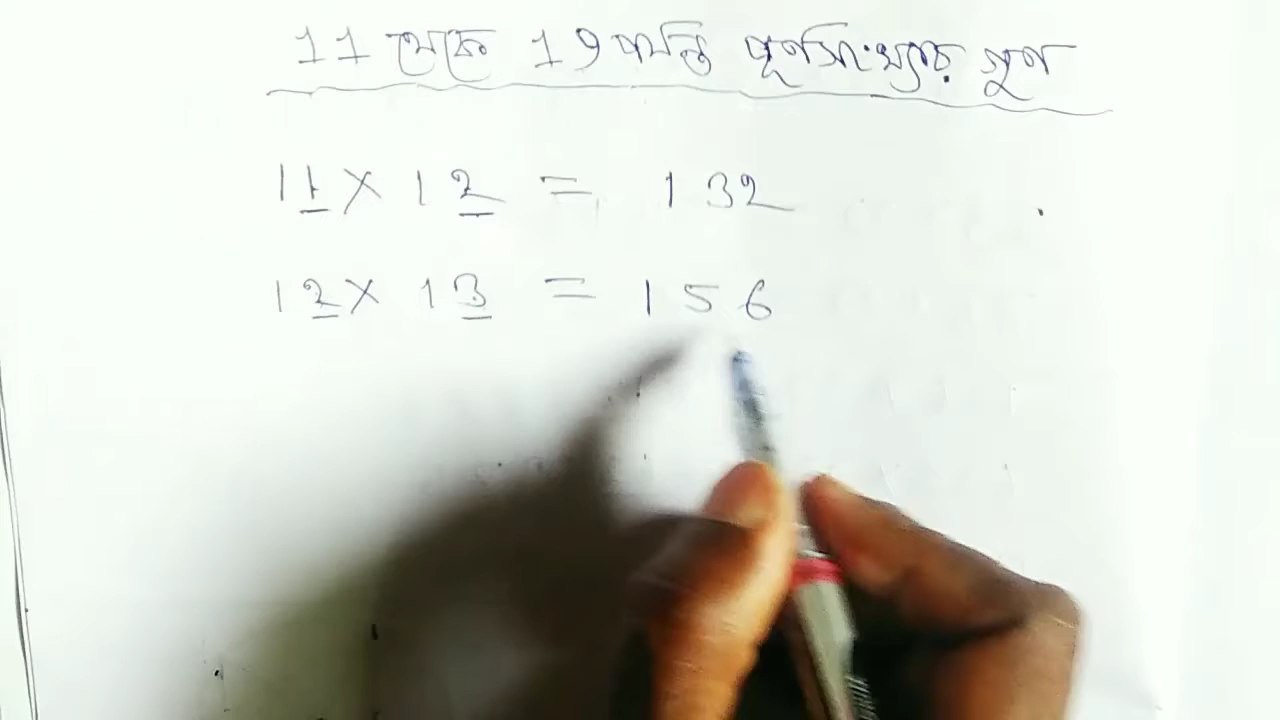 11 থেকে 19 পর্যন্ত পূর্ণসংখ্যার গুণ
11 × 12 = 132
12 × 13 = 156